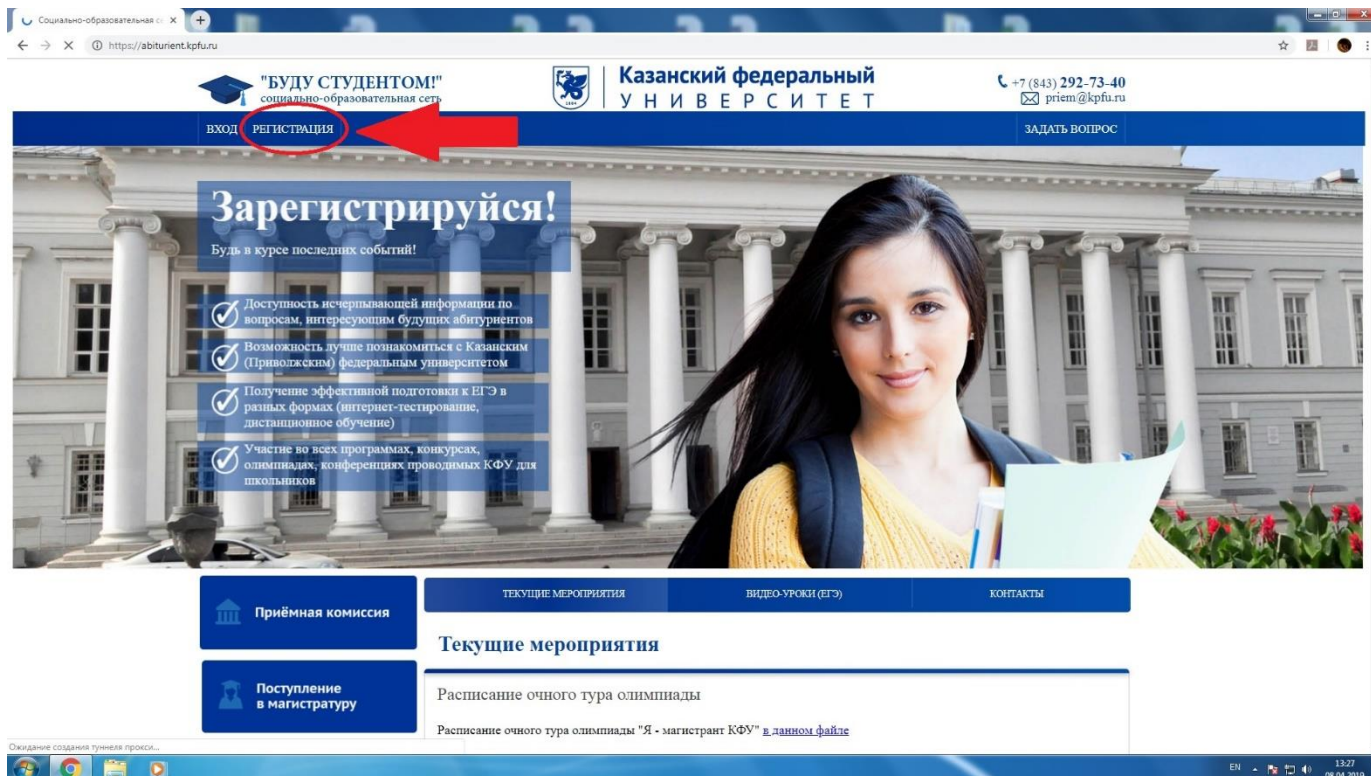 Социально-образовательная с
https://abiturient.kpfu.ru
"БУДУ СТУДЕНТОМ!"
социально-образовательная сеть
1804
Казанский федеральный
УНИВЕРСИТЕТ
+7 (843) 292-73-40
priem@kpfu.ru
ВХОД
РЕГИСТРАЦИЯ
ЗАДАТЬ ВОПРОС
Зарегистрируйся!
Будь в курсе последних событий!
Доступность исчерпывающей информации по
вопросам, интересующим будущих абитуриентов
Возможность лучше познакомиться с Казанским
(Приволжским) федеральным университетом
Получение эффективной подготовки к ЕГЭ в
разных формах (интернет-тестирование,
дистанционное обучение)
Участие во всех программах, конкурсах,
олимпиадах, конференциях проводимых КФУ для
школьников
Приёмная комиссия
Поступление
в магистратуру
ТЕКУЩИЕ МЕРОПРИЯТИЯ
ВИДЕО-УРОКИ (ЕГЭ)
КОНТАКТЫ
Текущие мероприятия
Расписание очного тура олимпиады
Расписание очного тура олимпиады "Я - магистрант КФУ" в данном файле
Ожидание создания туннеля прокси...
EN
13:27
08.04.2019